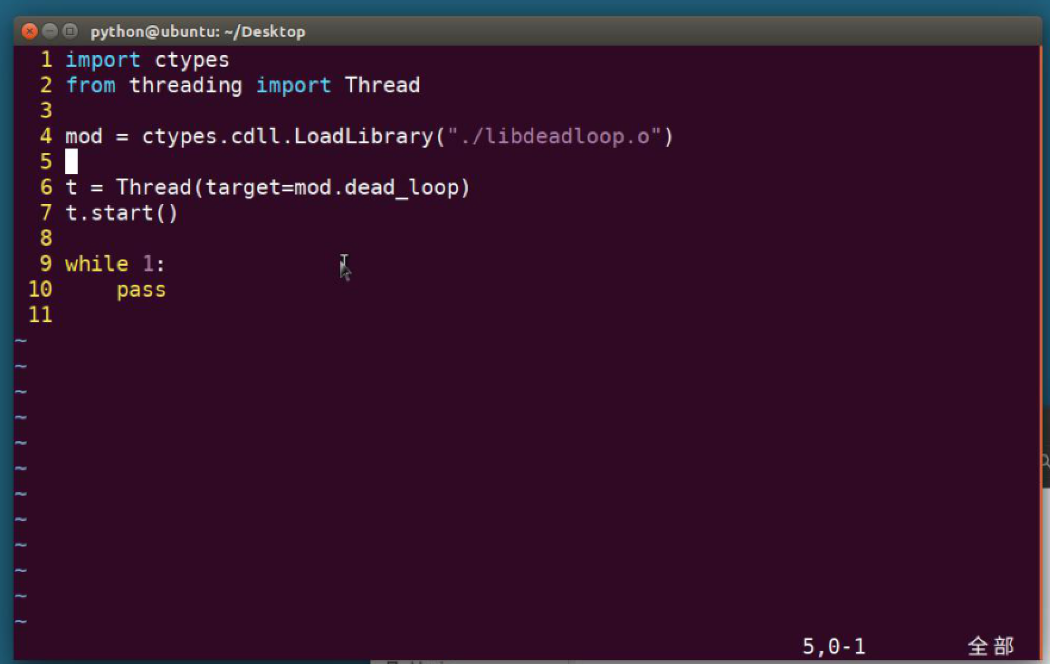 python@ubuntu: ~/Desktop
1 import ctypes
2 from threading import Thread
3
4 mod = ctypes.cdll.LoadLibrary("./libdeadloop.o")
5
6 t = Thread(target=mod.dead_loop)
7 t.start()
8
9 while 1:
10     pass
11
~
~
~
~
~
~
~
~
~
~
~
~
5,0-1 全部